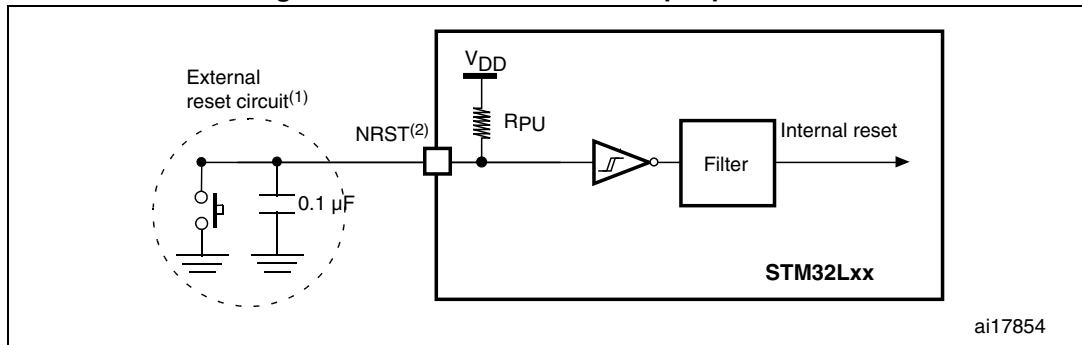 External
reset circuit(1)
VDD
RPU
NRST(2)
Internal reset
Filter
0.1 µF
STM32Lxx
ai17854